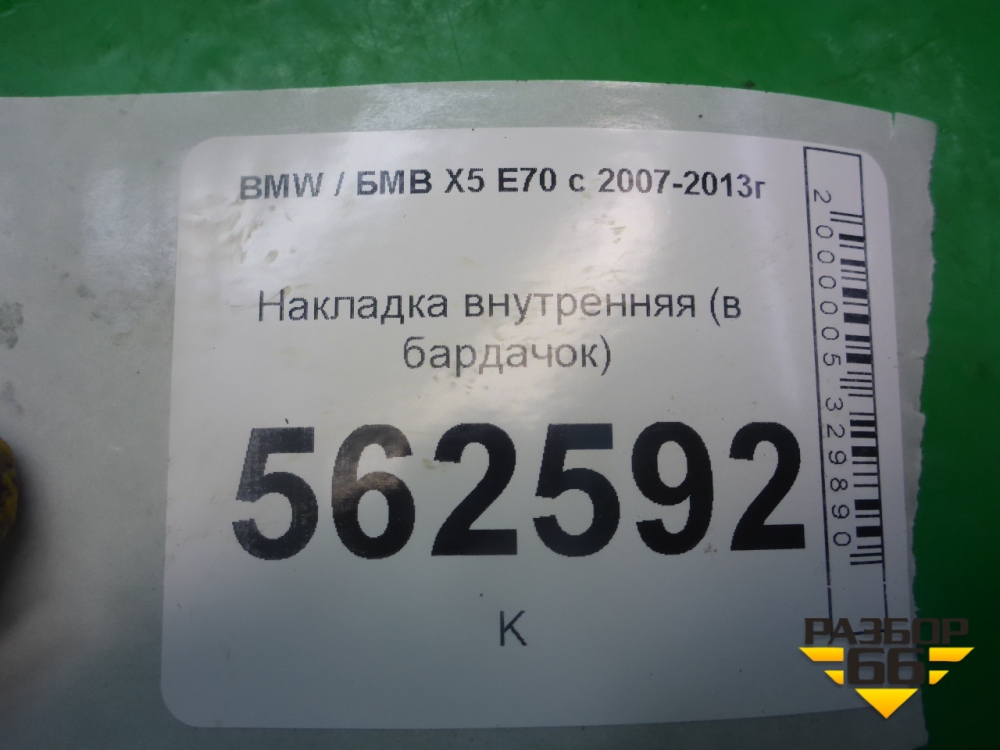 BMW / БМВ X5 E70 с 2007-2013г
Накладка внутренняя (в
бардачок)
562592
К
2000005329890
РАЗБОР
66